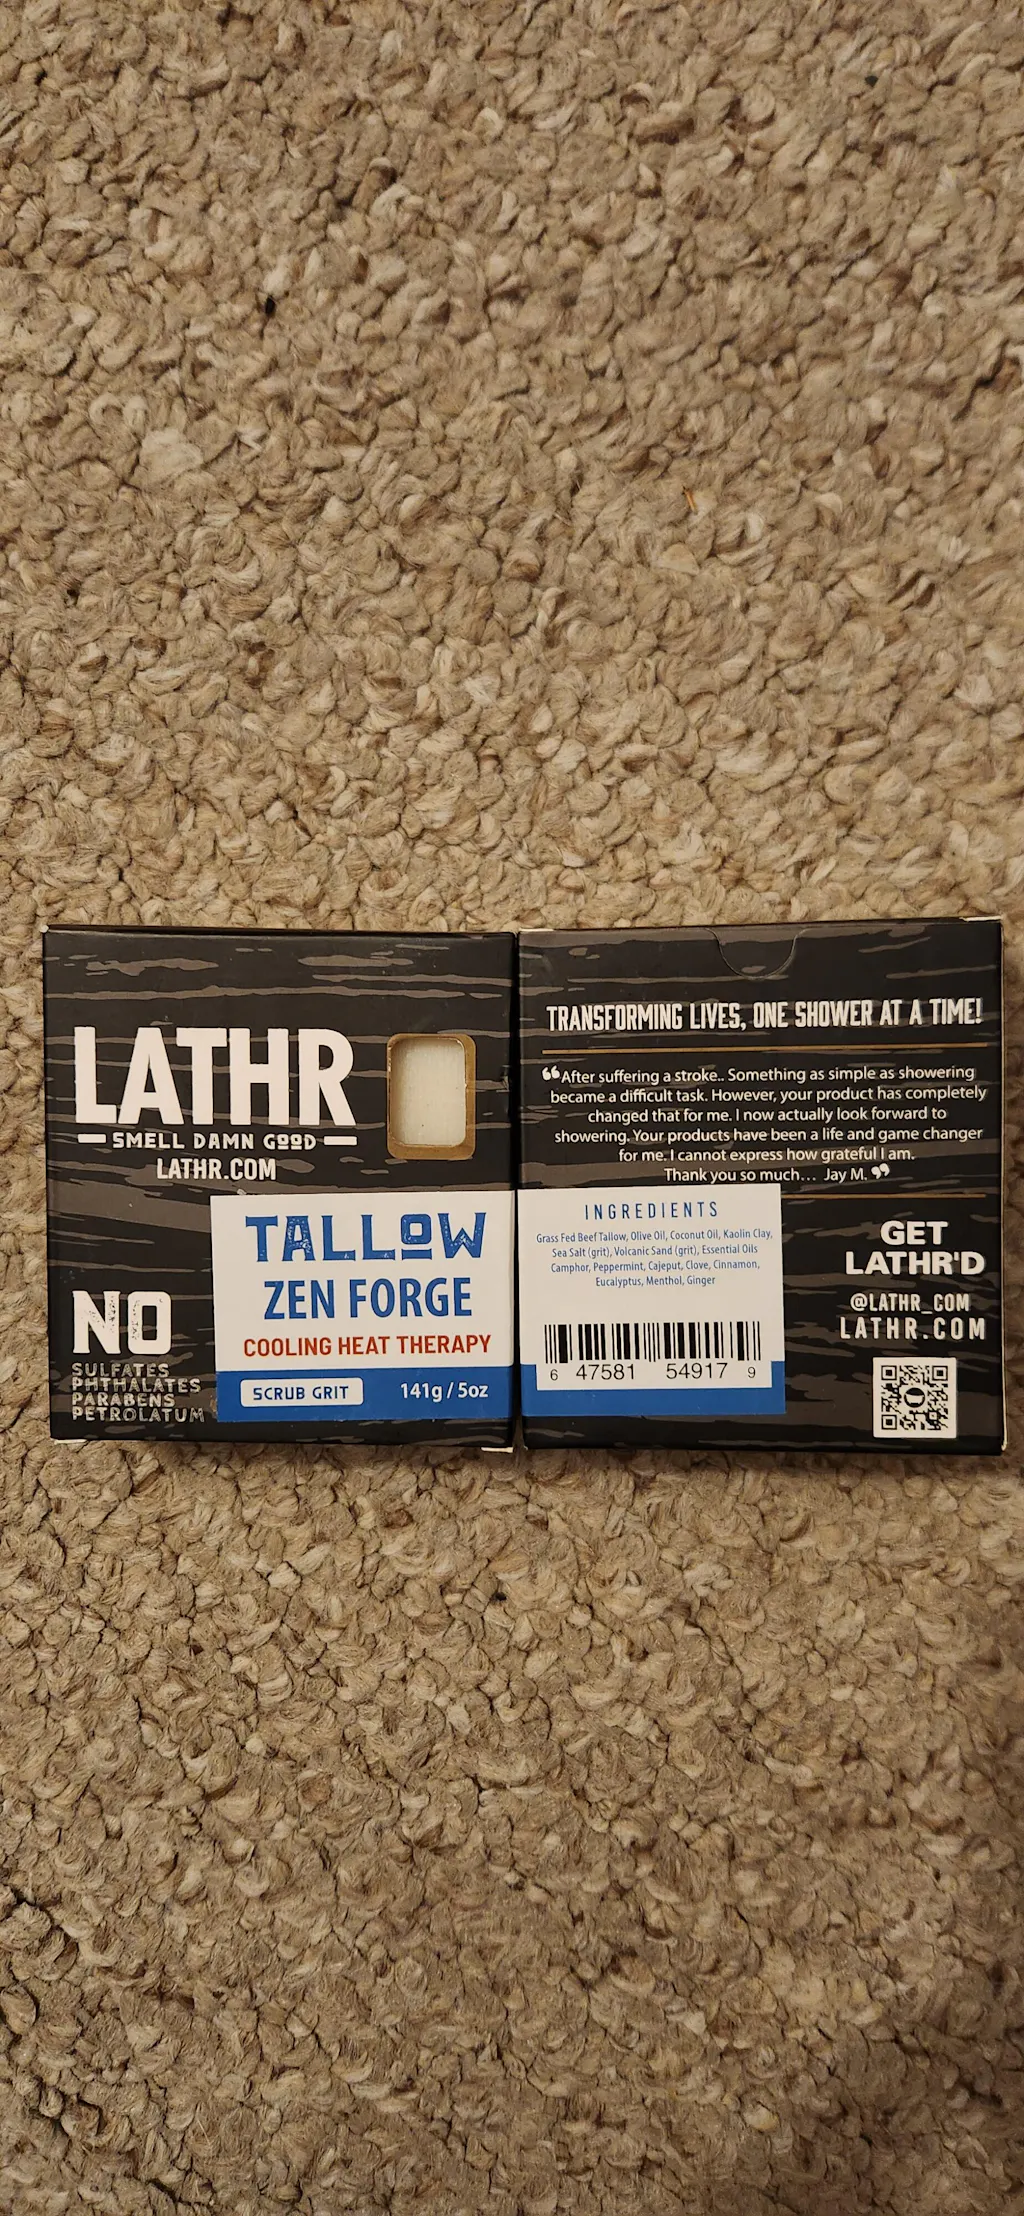 LATHR
SMELL DAMN GOOD
LATHR.COM
TALLOW
ZEN FORGE
COOLING HEAT THERAPY
SCRUB GRIT
141g / 5oz
NO
SULFATES
PHTHALATES
PARABENS
PETROLATUM
TRANSFORMING LIVES, ONE SHOWER AT A TIME!
“After suffering a stroke.. Something as simple as showering
became a difficult task. However, your product has completely
changed that for me. I now actually look forward to
showering. Your products have been a life and game changer
for me. I cannot express how grateful I am.
Thank you so much... Jay M.”
INGREDIENTS
Grass Fed Beef Tallow, Olive Oil, Coconut Oil, Kaolin Clay,
Sea Salt (grit), Volcanic Sand (grit), Essential Oils
Camphor, Peppermint, Cajeput, Clove, Cinnamon,
Eucalyptus, Menthol, Ginger
6 47581 54917 9
GET
LATHR'D
@LATHR_COM
LATHR.COM